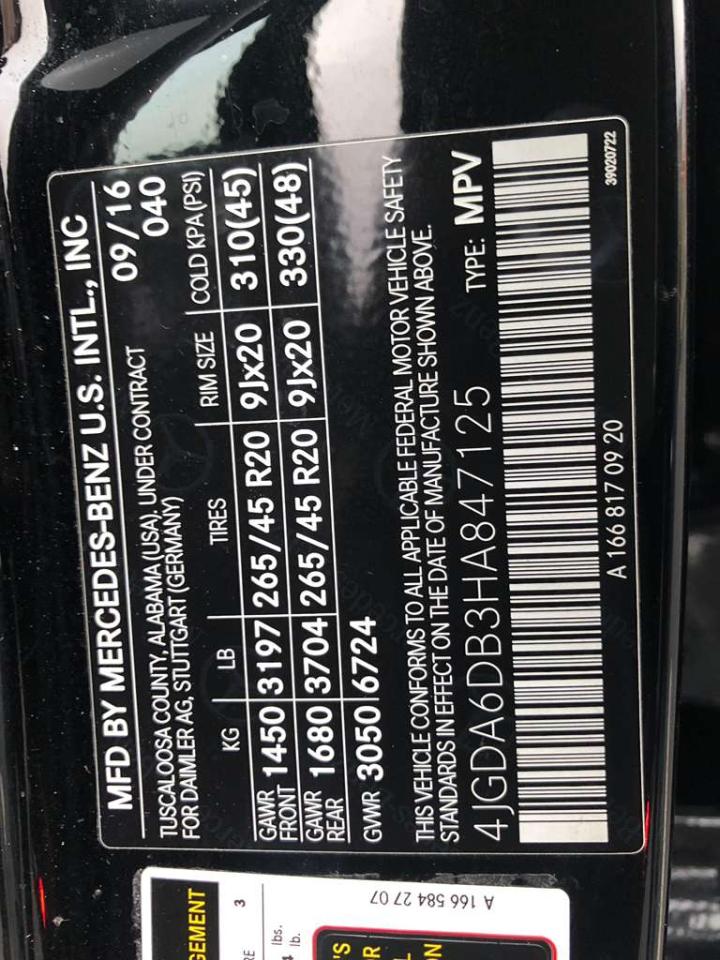 MFD BY MERCEDES-BENZ U.S. INTL., INC
TUSCALOOSA COUNTY, ALABAMA (USA), UNDER CONTRACT 09/16
FOR DAIMLER AG, STUTTGART (GERMANY) 040
KG LB TIRES RIM SIZE COLD KPA (PSI)
GAWR FRONT 1450 3197 265/45 R20 9Jx20 310(45)
GAWR REAR 1680 3704 265/45 R20 9Jx20 330(48)
GWR 3050 6724
THIS VEHICLE CONFORMS TO ALL APPLICABLE FEDERAL MOTOR VEHICLE SAFETY
STANDARDS IN EFFECT ON THE DATE OF MANUFACTURE SHOWN ABOVE.
4JGDA6DB3HA847125 TYPE: MPV
A 166 817 09 20 39020722
A 166 584 27 07
3
lbs.
lb.